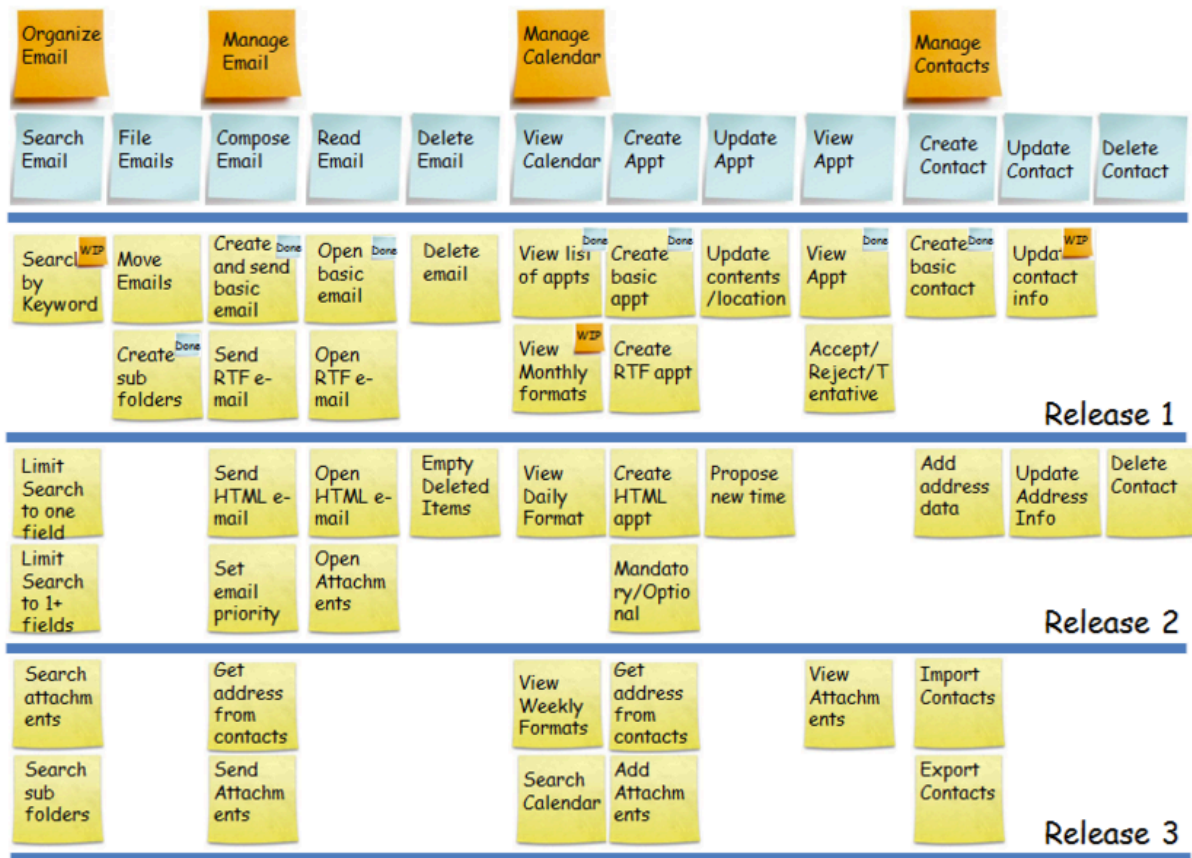 Organize
Email
Manage
Email
Manage
Calendar
Manage
Contacts
Search
Email
File
Emails
Compose
Email
Read
Email
Delete
Email
View
Calendar
Create
Appt
Update
Appt
View
Appt
Create
Contact
Update
Contact
Delete
Contact
Search
by
Keyword
WIP
Move
Emails
Create
and send
basic
email
Done
Open
basic
email
Done
Delete
email
View list
of appts
Done
Create
basic
appt
Done
Update
contents
/location
View
Appt
Done
Create
basic
contact
Done
Updat
contact
info
WIP
Create
sub
folders
Done
Send
RTF e-
mail
Open
RTF e-
mail
View
Monthly
formats
WIP
Create
RTF appt
Accept/
Reject/T
entative
Release 1
Limit
Search
to one
field
Send
HTML e-
mail
Open
HTML e-
mail
Empty
Deleted
Items
View
Daily
Format
Create
HTML
appt
Propose
new time
Add
address
data
Update
Address
Info
Delete
Contact
Limit
Search
to 1+
fields
Set
email
priority
Open
Attachm
ents
Mandato
ry/Optio
nal
Release 2
Search
attachm
ents
Get
address
from
contacts
View
Weekly
Formats
Get
address
from
contacts
View
Attachm
ents
Import
Contacts
Search
sub
folders
Send
Attachm
ents
Search
Calendar
Add
Attachm
ents
Export
Contacts
Release 3